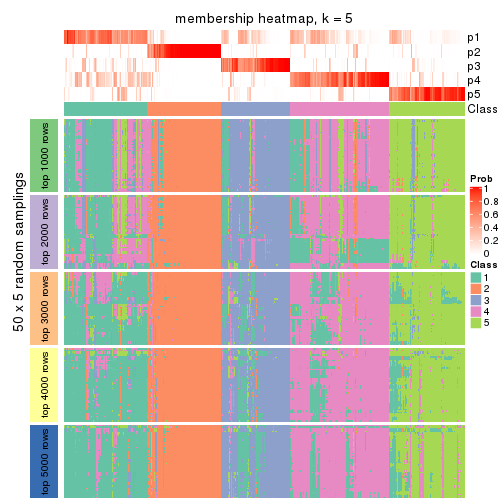 membership heatmap, k = 5
p1
p2
p3
p4
p5
Class
50 x 5 random samplings
top 1000 rows
top 2000 rows
top 3000 rows
top 4000 rows
top 5000 rows
Prob
1
0.8
0.6
0.4
0.2
0
Class
1
2
3
4
5